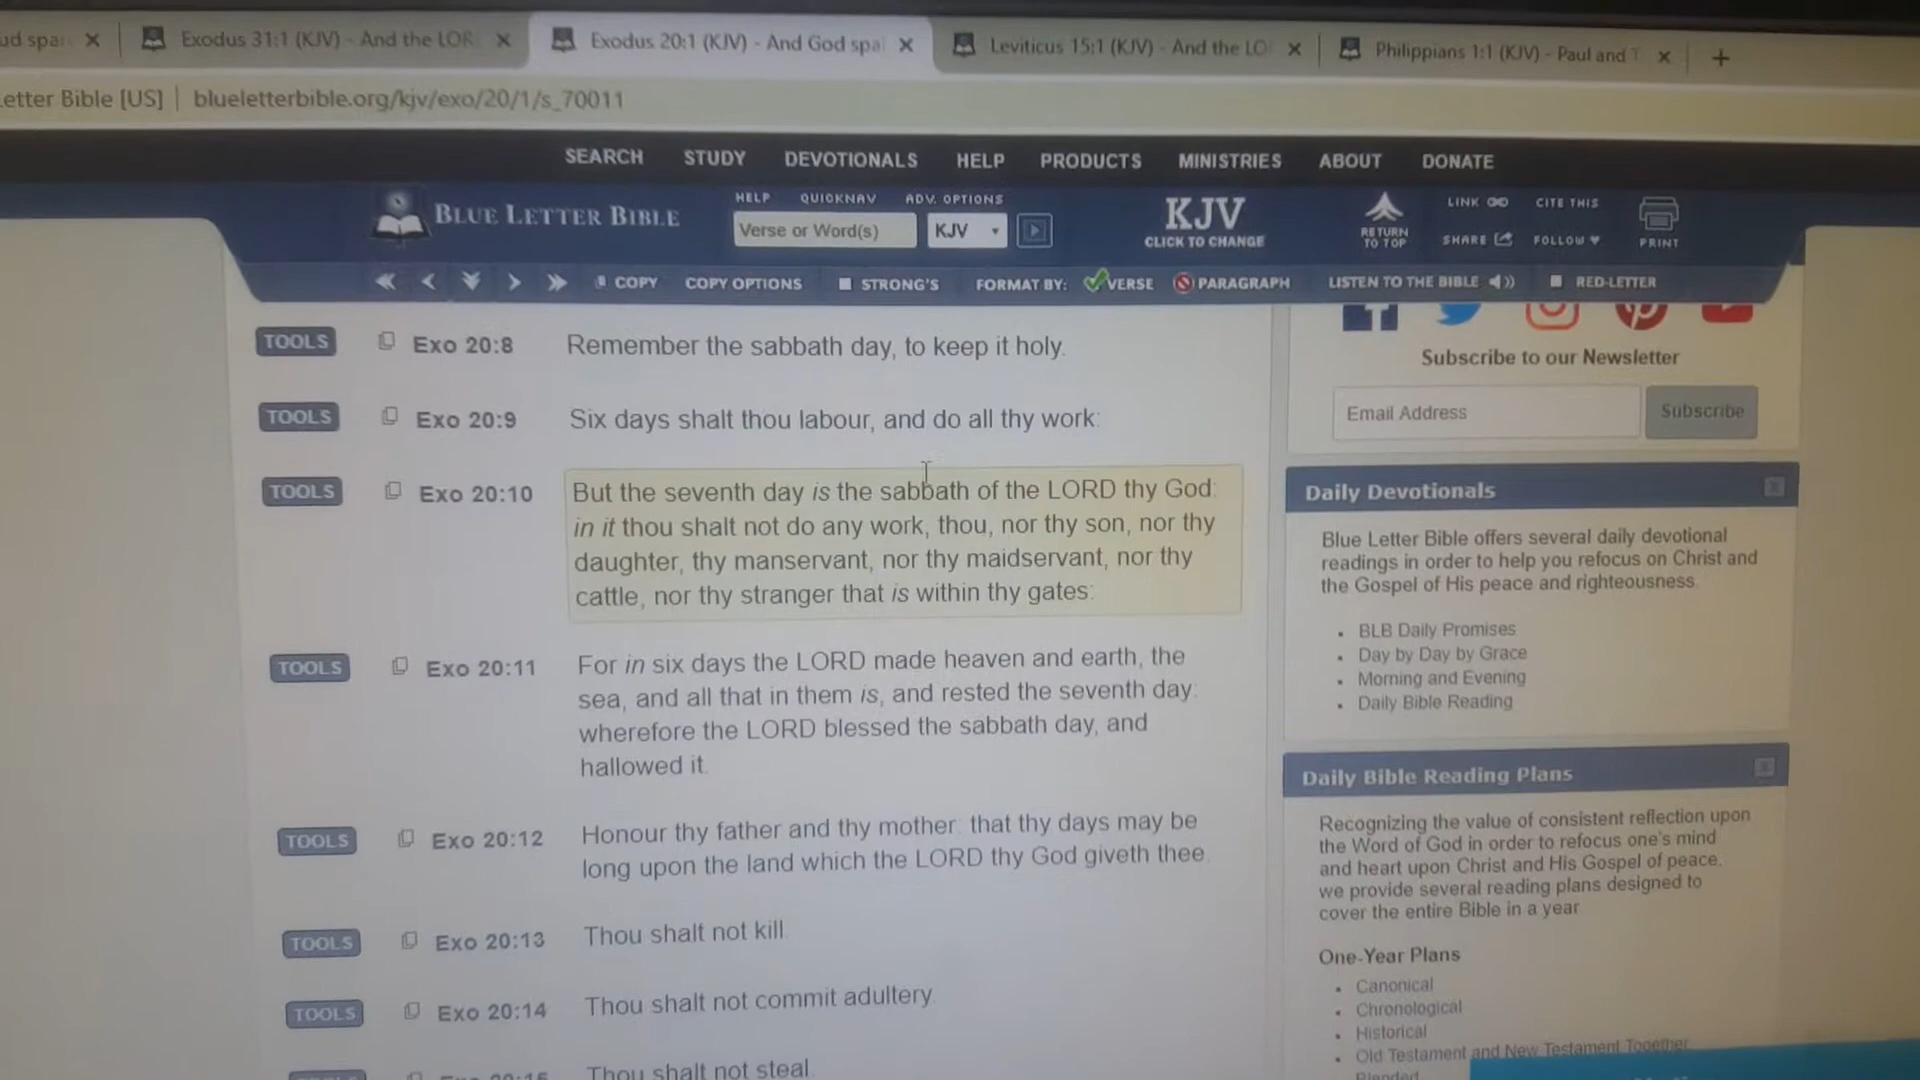 Exodus 31:1 (KJV) - And the LOR
Exodus 20:1 (KJV) - And God spa
Leviticus 15:1 (KJV) - And the LO
Philippians 1:1 (KJV) - Paul and T
etter Bible [US] | blueletterbible.org/kjv/exo/20/1/s_70011
SEARCH STUDY DEVOTIONALS HELP PRODUCTS MINISTRIES ABOUT DONATE
BLUE LETTER BIBLE
HELP QUICKNAV ADV. OPTIONS
Verse or Word(s) KJV
KJV
CLICK TO CHANGE
RETURN
TO TOP
LINK CITE THIS
SHARE FOLLOW
PRINT
COPY COPY OPTIONS STRONG'S FORMAT BY: VERSE PARAGRAPH LISTEN TO THE BIBLE RED-LETTER
TOOLS Exo 20:8 Remember the sabbath day, to keep it holy.
TOOLS Exo 20:9 Six days shalt thou labour, and do all thy work:
TOOLS Exo 20:10 But the seventh day is the sabbath of the LORD thy God:
in it thou shalt not do any work, thou, nor thy son, nor thy
daughter, thy manservant, nor thy maidservant, nor thy
cattle, nor thy stranger that is within thy gates:
TOOLS Exo 20:11 For in six days the LORD made heaven and earth, the
sea, and all that in them is, and rested the seventh day:
wherefore the LORD blessed the sabbath day, and
hallowed it.
TOOLS Exo 20:12 Honour thy father and thy mother: that thy days may be
long upon the land which the LORD thy God giveth thee.
TOOLS Exo 20:13 Thou shalt not kill.
TOOLS Exo 20:14 Thou shalt not commit adultery.
Thou shalt not steal.
Subscribe to our Newsletter
Email Address Subscribe
Daily Devotionals
Blue Letter Bible offers several daily devotional
readings in order to help you refocus on Christ and
the Gospel of His peace and righteousness.
BLB Daily Promises
Day by Day by Grace
Morning and Evening
Daily Bible Reading
Daily Bible Reading Plans
Recognizing the value of consistent reflection upon
the Word of God in order to refocus one's mind
and heart upon Christ and His Gospel of peace,
we provide several reading plans designed to
cover the entire Bible in a year.
One-Year Plans
Canonical
Chronological
Historical
Old Testament and New Testament Together
Blended